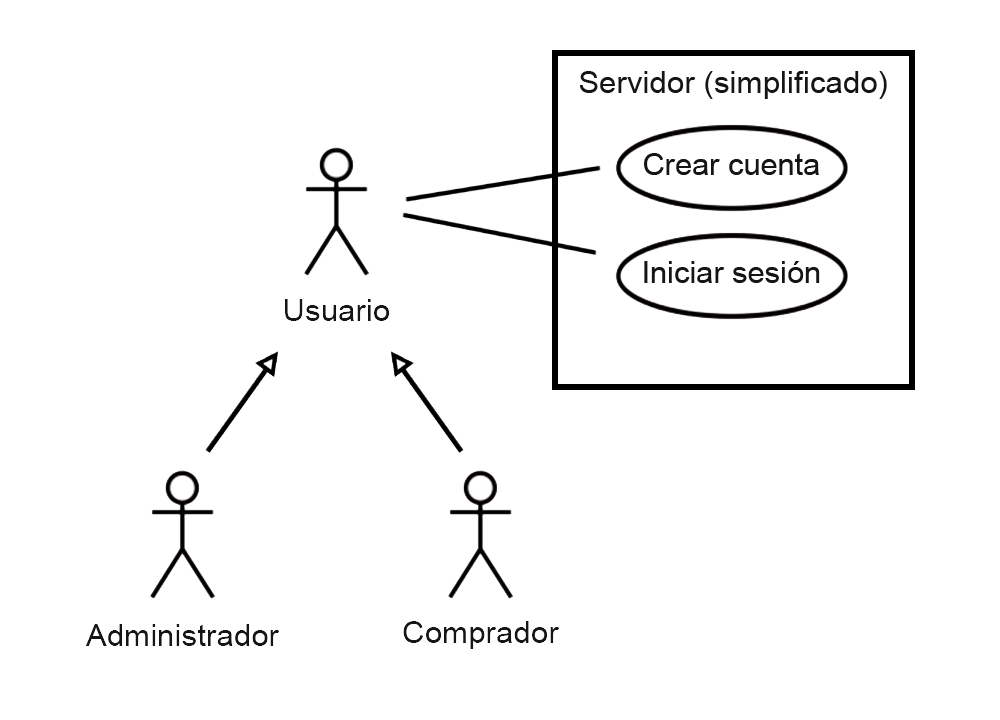 Servidor (simplificado)
Crear cuenta
Iniciar sesión
Usuario
Administrador
Comprador